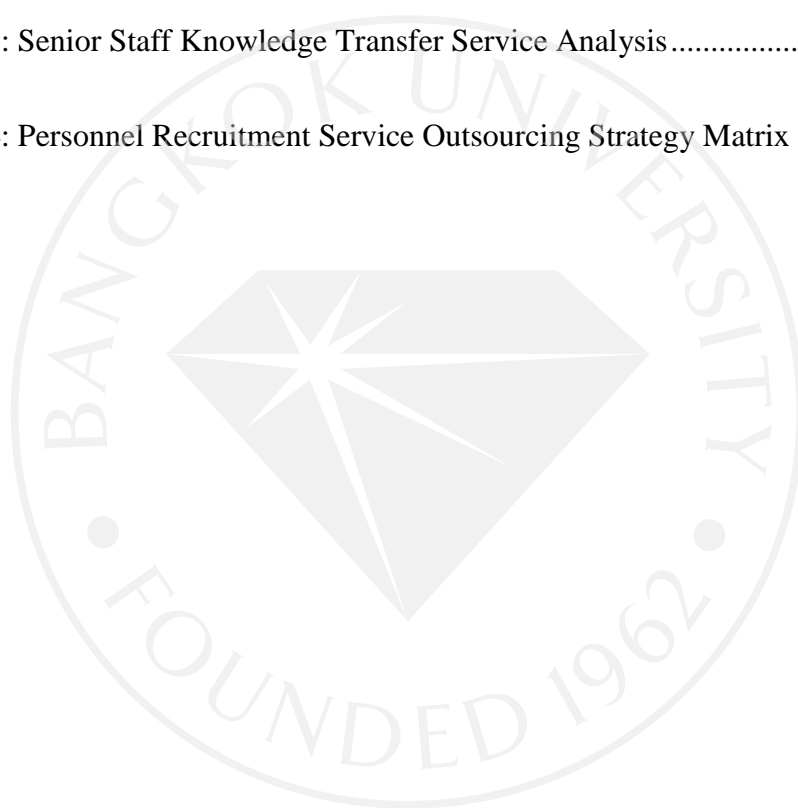 : Senior Staff Knowledge Transfer Service Analysis................
: Personnel Recruitment Service Outsourcing Strategy Matrix
BANGKOK UNIVERSITY
• FOUNDED 1962 •